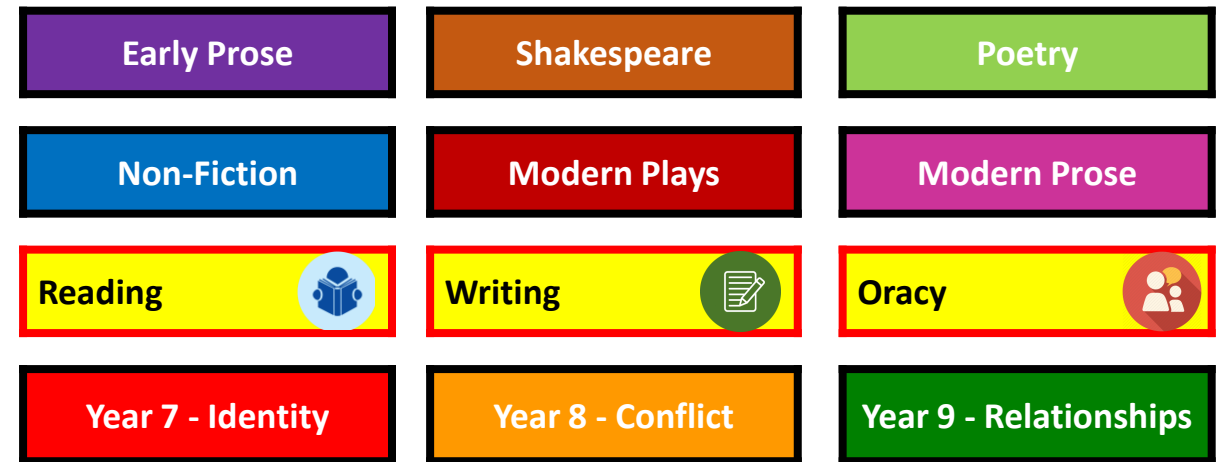 Early Prose
Shakespeare
Poetry
Non-Fiction
Modern Plays
Modern Prose
Reading
Writing
Oracy
Year 7 - Identity
Year 8 - Conflict
Year 9 - Relationships